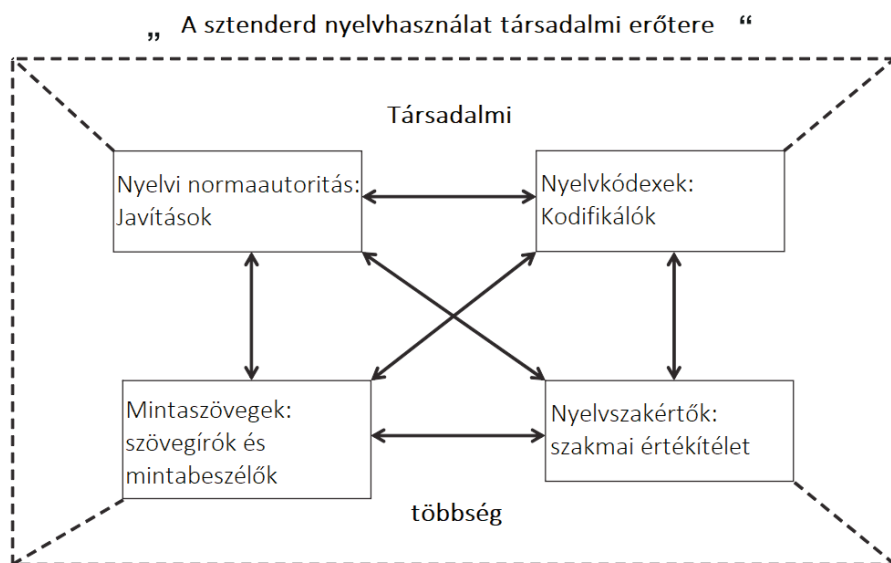 „ A sztenderd nyelvhasználat társadalmi erőtere “
Társadalmi
Nyelvi normaautoritás:
Javítások
Nyelvkódexek:
Kodifikálók
Mintaszövegek:
szövegírók és
mintabeszélők
Nyelvszakértők:
szakmai értékítélet
többség